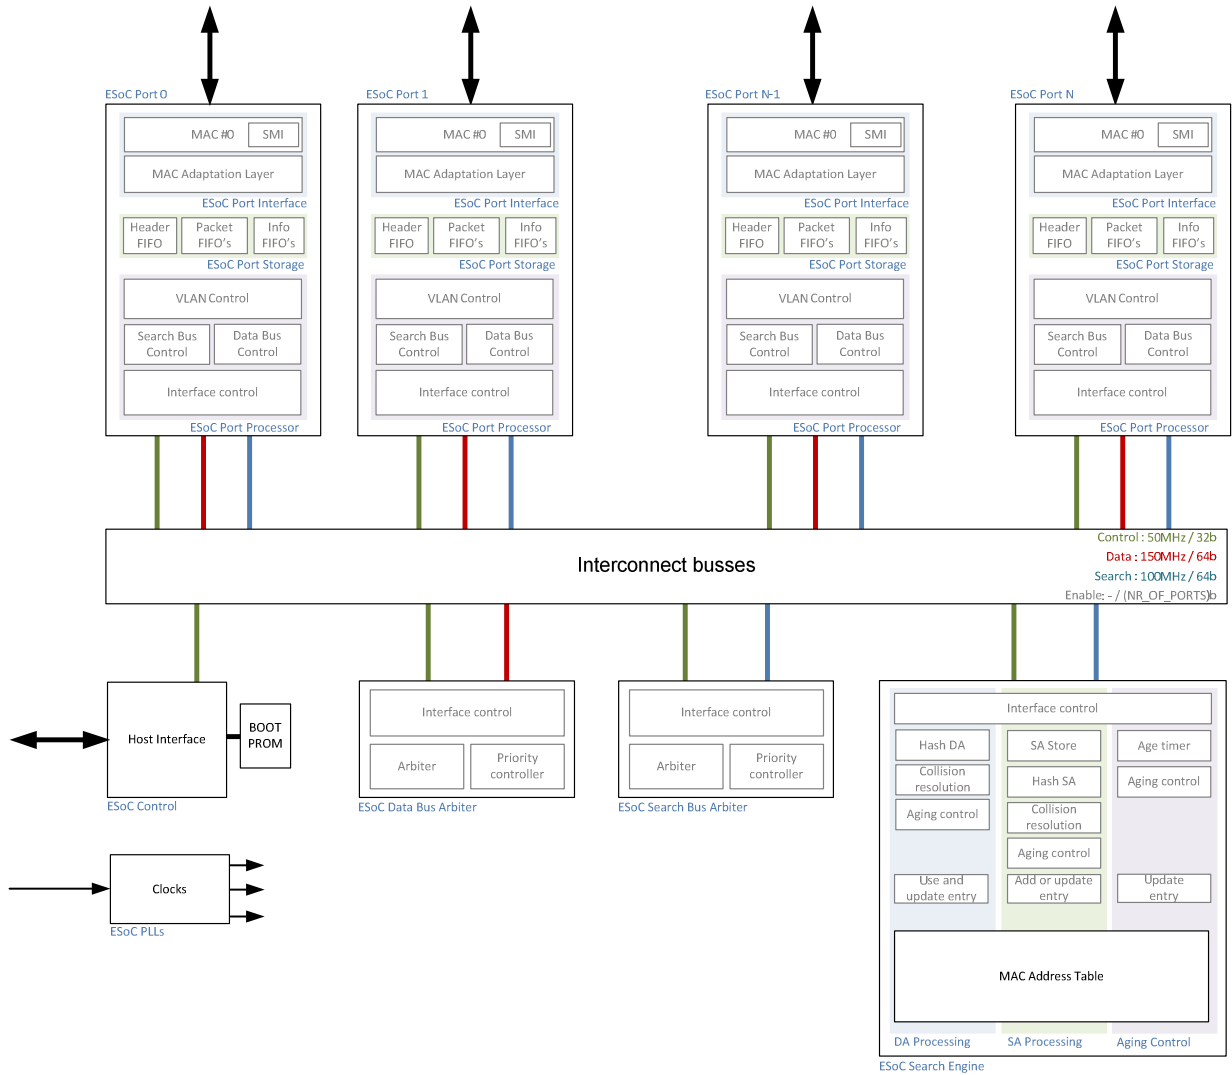 ESoC Port 0
MAC #0
SMI
MAC Adaptation Layer
ESoC Port Interface
Header
FIFO
Packet
FIFO's
Info
FIFO's
ESoC Port Storage
VLAN Control
Search Bus
Control
Data Bus
Control
Interface control
ESoC Port Processor
ESoC Port 1
MAC #0
SMI
MAC Adaptation Layer
ESoC Port Interface
Header
FIFO
Packet
FIFO's
Info
FIFO's
ESoC Port Storage
VLAN Control
Search Bus
Control
Data Bus
Control
Interface control
ESoC Port Processor
ESoC Port N-1
MAC #0
SMI
MAC Adaptation Layer
ESoC Port Interface
Header
FIFO
Packet
FIFO's
Info
FIFO's
ESoC Port Storage
VLAN Control
Search Bus
Control
Data Bus
Control
Interface control
ESoC Port Processor
ESoC Port N
MAC #0
SMI
MAC Adaptation Layer
ESoC Port Interface
Header
FIFO
Packet
FIFO's
Info
FIFO's
ESoC Port Storage
VLAN Control
Search Bus
Control
Data Bus
Control
Interface control
ESoC Port Processor
Interconnect busses
Control : 50MHz / 32b
Data : 150MHz / 64b
Search : 100MHz / 64b
Enable: - / (NR_OF_PORTS)b
Host Interface
BOOT
PROM
ESoC Control
Interface control
Arbiter
Priority
controller
ESoC Data Bus Arbiter
Interface control
Arbiter
Priority
controller
ESoC Search Bus Arbiter
Clocks
ESoC PLLs
Interface control
Hash DA
Collision
resolution
Aging control
Use and
update entry
SA Store
Hash SA
Collision
resolution
Aging control
Add or update
entry
Age timer
Aging control
Update
entry
MAC Address Table
DA Processing
SA Processing
Aging Control
ESoC Search Engine